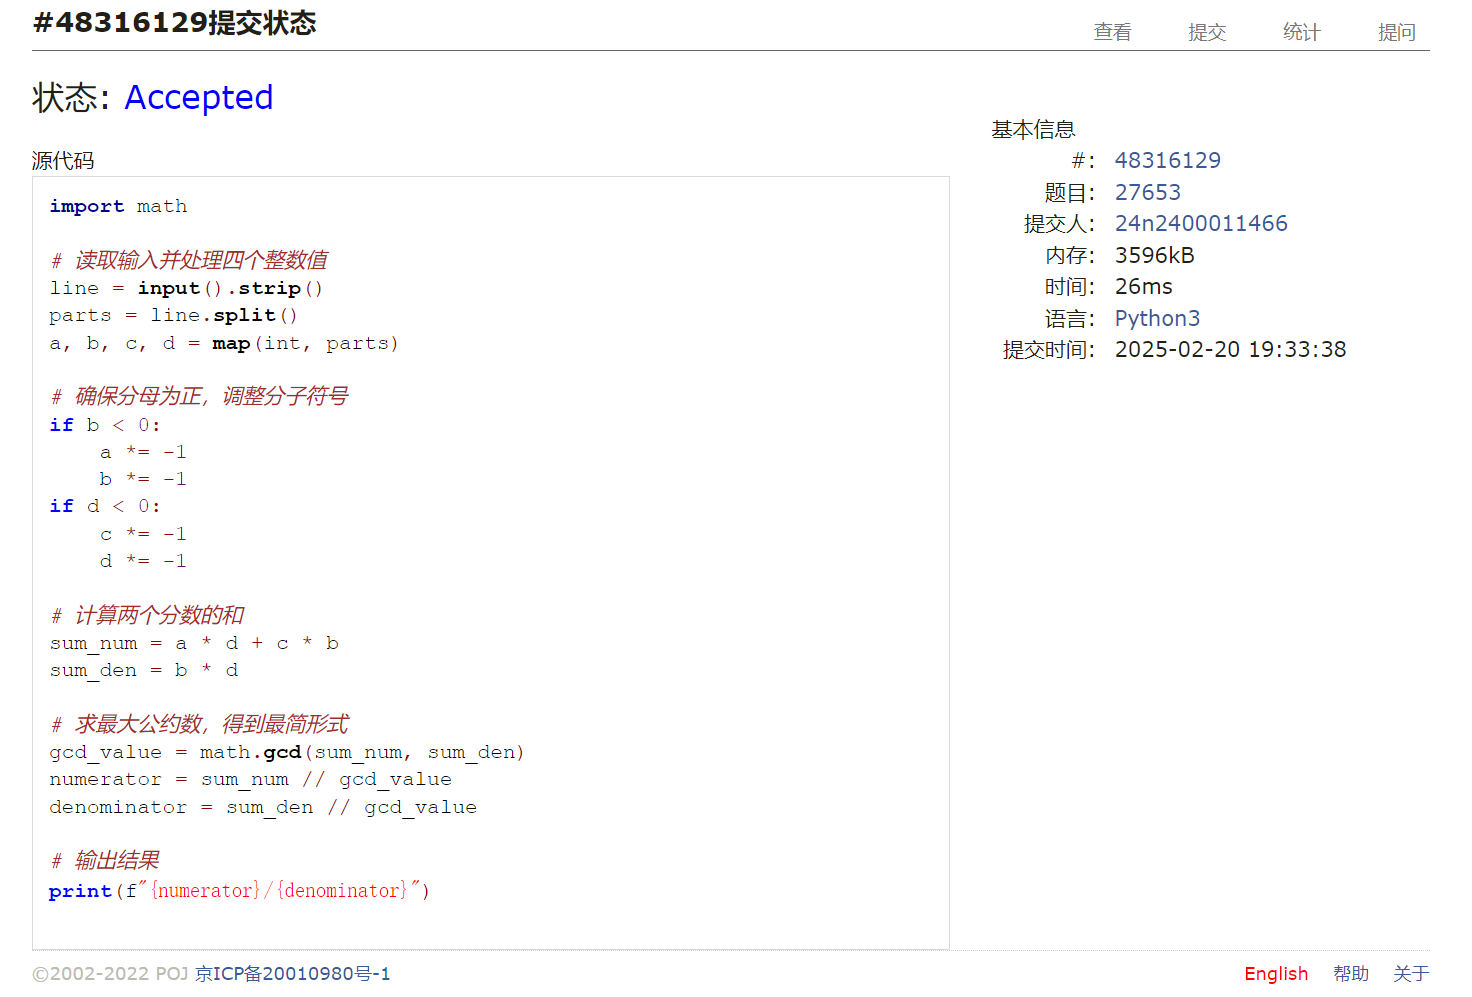 #48316129提交状态
查看 提交 统计 提问
状态: Accepted
源代码
import math
# 读取输入并处理四个整数值
line = input().strip()
parts = line.split()
a, b, c, d = map(int, parts)
# 确保分母为正，调整分子符号
if b < 0:
    a *= -1
    b *= -1
if d < 0:
    c *= -1
    d *= -1
# 计算两个分数的和
sum_num = a * d + c * b
sum_den = b * d
# 求最大公约数，得到最简形式
gcd_value = math.gcd(sum_num, sum_den)
numerator = sum_num // gcd_value
denominator = sum_den // gcd_value
# 输出结果
print(f"{numerator}/{denominator}")
基本信息
#: 48316129
题目: 27653
提交人: 24n2400011466
内存: 3596kB
时间: 26ms
语言: Python3
提交时间: 2025-02-20 19:33:38
©2002-2022 POJ 京ICP备20010980号-1
English 帮助 关于